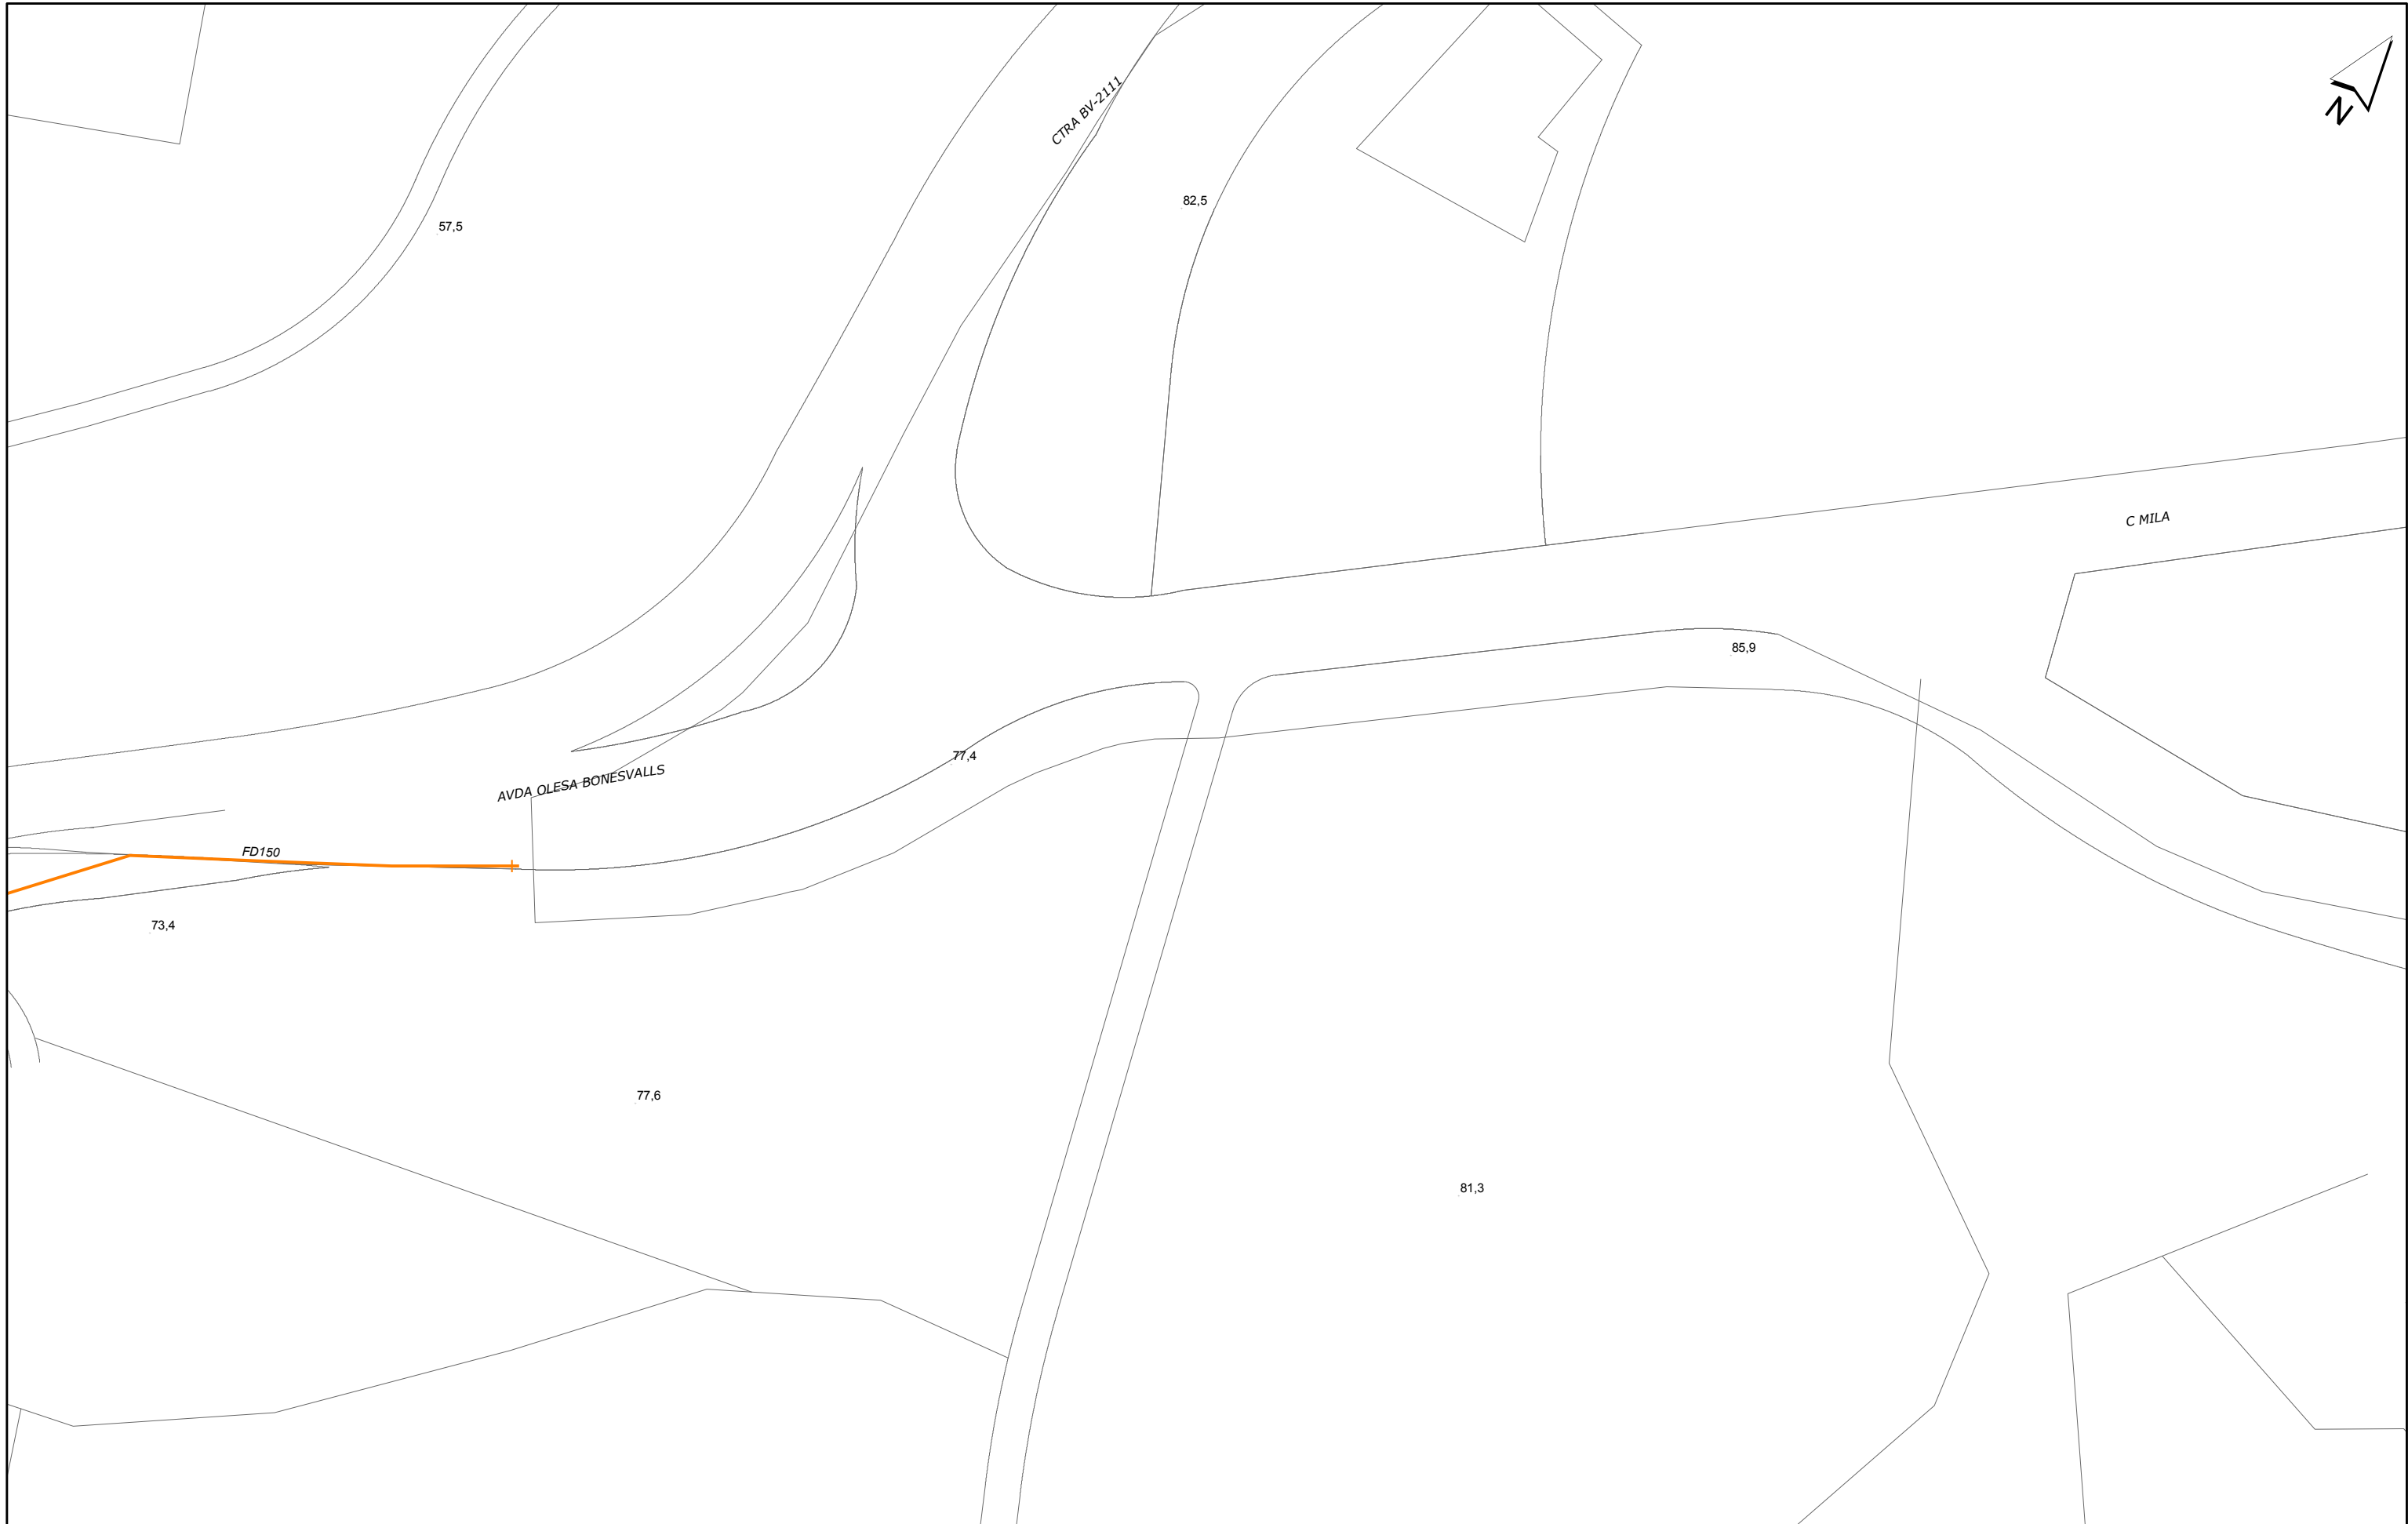 CTRA BV-2111
N
82,5
57,5
C MILA
85,9
77,4
AVDA OLESA BONESVALLS
FD150
73,4
77,6
81,3